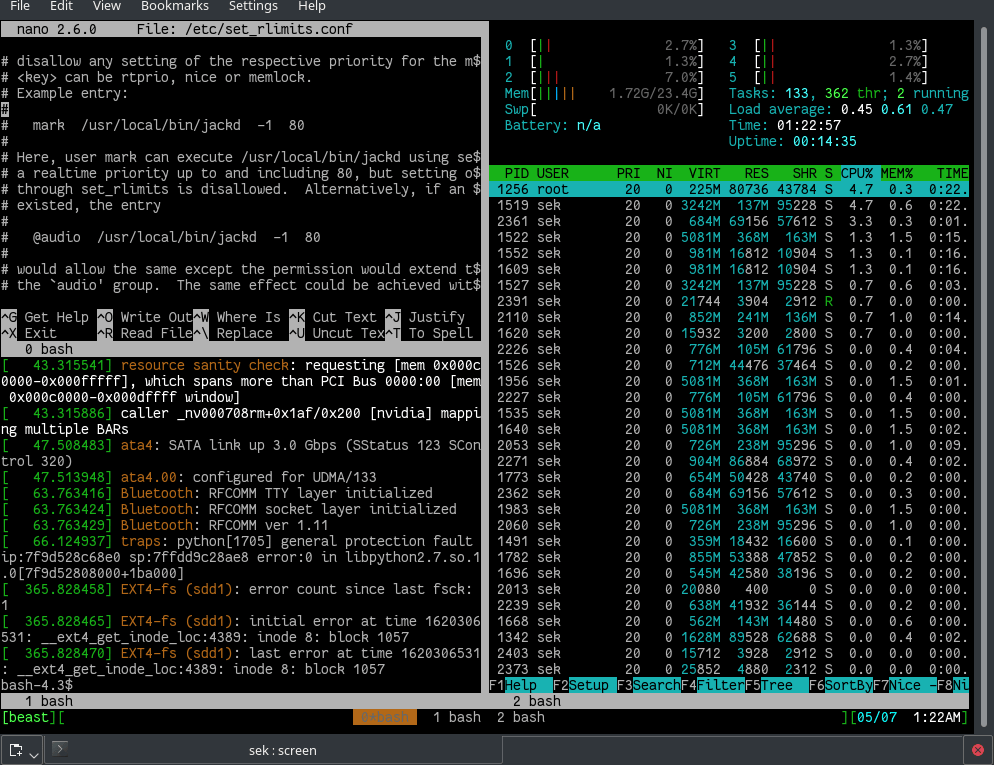 File Edit View Bookmarks Settings Help
nano 2.6.0 File: /etc/set_rlimits.conf
# disallow any setting of the respective priority for the m$
# <key> can be rtprio, nice or memlock.
# Example entry:
#
# mark /usr/local/bin/jackd -1 80
#
# Here, user mark can execute /usr/local/bin/jackd using se$
# a realtime priority up to and including 80, but setting o$
# through set_rlimits is disallowed. Alternatively, if an $
# existed, the entry
#
# @audio /usr/local/bin/jackd -1 80
#
# would allow the same except the permission would extend t$
# the `audio' group. The same effect could be achieved wit$
^G Get Help ^O Write Out^W Where Is ^K Cut Text ^J Justify
^X Exit ^R Read File^\ Replace ^U Uncut Tex^T To Spell
0 bash
[ 43.315541] resource sanity check: requesting [mem 0x000c
0000-0x000fffff], which spans more than PCI Bus 0000:00 [mem
0x000c0000-0x000dffff window]
[ 43.315886] caller _nv000708rm+0x1af/0x200 [nvidia] mappi
ng multiple BARs
[ 47.508483] ata4: SATA link up 3.0 Gbps (SStatus 123 SCon
trol 320)
[ 47.513948] ata4.00: configured for UDMA/133
[ 63.763416] Bluetooth: RFCOMM TTY layer initialized
[ 63.763424] Bluetooth: RFCOMM socket layer initialized
[ 63.763429] Bluetooth: RFCOMM ver 1.11
[ 66.124937] traps: python[1705] general protection fault
ip:7f9d528c68e0 sp:7ffdd9c28ae8 error:0 in libpython2.7.so.1
.0[7f9d52808000+1ba000]
[ 365.828458] EXT4-fs (sdd1): error count since last fsck:
1
[ 365.828465] EXT4-fs (sdd1): initial error at time 1620306
531: __ext4_get_inode_loc:4389: inode 8: block 1057
[ 365.828470] EXT4-fs (sdd1): last error at time 1620306531
: __ext4_get_inode_loc:4389: inode 8: block 1057
bash-4.3$
1 bash
0 [|| 2.7%] 3 [|| 1.3%]
1 [| 1.3%] 4 [|| 2.7%]
2 [||| 7.0%] 5 [|| 1.4%]
Mem[||||| 1.72G/23.4G] Tasks: 133, 362 thr; 2 running
Swp[ 0K/0K] Load average: 0.45 0.61 0.47
Battery: n/a Time: 01:22:57
Uptime: 00:14:35
PID USER PRI NI VIRT RES SHR S CPU% MEM% TIME
1256 root 20 0 225M 80736 43784 S 4.7 0.3 0:22.
1519 sek 20 0 3242M 137M 95228 S 4.7 0.6 0:22.
2361 sek 20 0 684M 69156 57612 S 3.3 0.3 0:01.
1522 sek 20 0 5081M 368M 163M S 1.3 1.5 0:15.
1552 sek 20 0 981M 16812 10904 S 1.3 0.1 0:16.
1609 sek 20 0 981M 16812 10904 S 1.3 0.1 0:16.
1527 sek 20 0 3242M 137M 95228 S 0.7 0.6 0:03.
2391 sek 20 0 21744 3904 2912 R 0.7 0.0 0:00.
2110 sek 20 0 852M 241M 136M S 0.7 1.0 0:14.
1620 sek 20 0 15932 3200 2800 S 0.7 0.0 0:00.
2226 sek 20 0 776M 105M 61796 S 0.0 0.4 0:04.
1526 sek 20 0 712M 44476 37464 S 0.0 0.2 0:00.
1956 sek 20 0 5081M 368M 163M S 0.0 1.5 0:01.
2227 sek 20 0 776M 105M 61796 S 0.0 0.4 0:00.
1535 sek 20 0 5081M 368M 163M S 0.0 1.5 0:00.
1640 sek 20 0 5081M 368M 163M S 0.0 1.5 0:02.
2053 sek 20 0 726M 238M 95296 S 0.0 1.0 0:09.
2271 sek 20 0 904M 86884 68972 S 0.0 0.4 0:02.
1773 sek 20 0 654M 50428 43740 S 0.0 0.2 0:00.
2362 sek 20 0 684M 69156 57612 S 0.0 0.3 0:00.
1983 sek 20 0 5081M 368M 163M S 0.0 1.5 0:00.
2060 sek 20 0 726M 238M 95296 S 0.0 1.0 0:00.
1491 sek 20 0 359M 18432 16600 S 0.0 0.1 0:00.
1782 sek 20 0 855M 53388 47852 S 0.0 0.2 0:00.
1696 sek 20 0 545M 42580 38196 S 0.0 0.2 0:00.
2013 sek 20 0 20080 400 0 S 0.0 0.0 0:00.
2239 sek 20 0 638M 41932 36144 S 0.0 0.2 0:00.
1668 sek 20 0 562M 143M 14480 S 0.0 0.6 0:00.
1342 sek 20 0 1628M 89528 62688 S 0.0 0.4 0:02.
2403 sek 20 0 15712 3928 2912 S 0.0 0.0 0:00.
2373 sek 20 0 25852 4880 2312 S 0.0 0.0 0:00.
F1Help F2Setup F3SearchF4FilterF5Tree F6SortByF7Nice -F8Ni
2 bash
[beast][ 0*bash 1 bash 2 bash ][05/07 1:22AM]
sek : screen